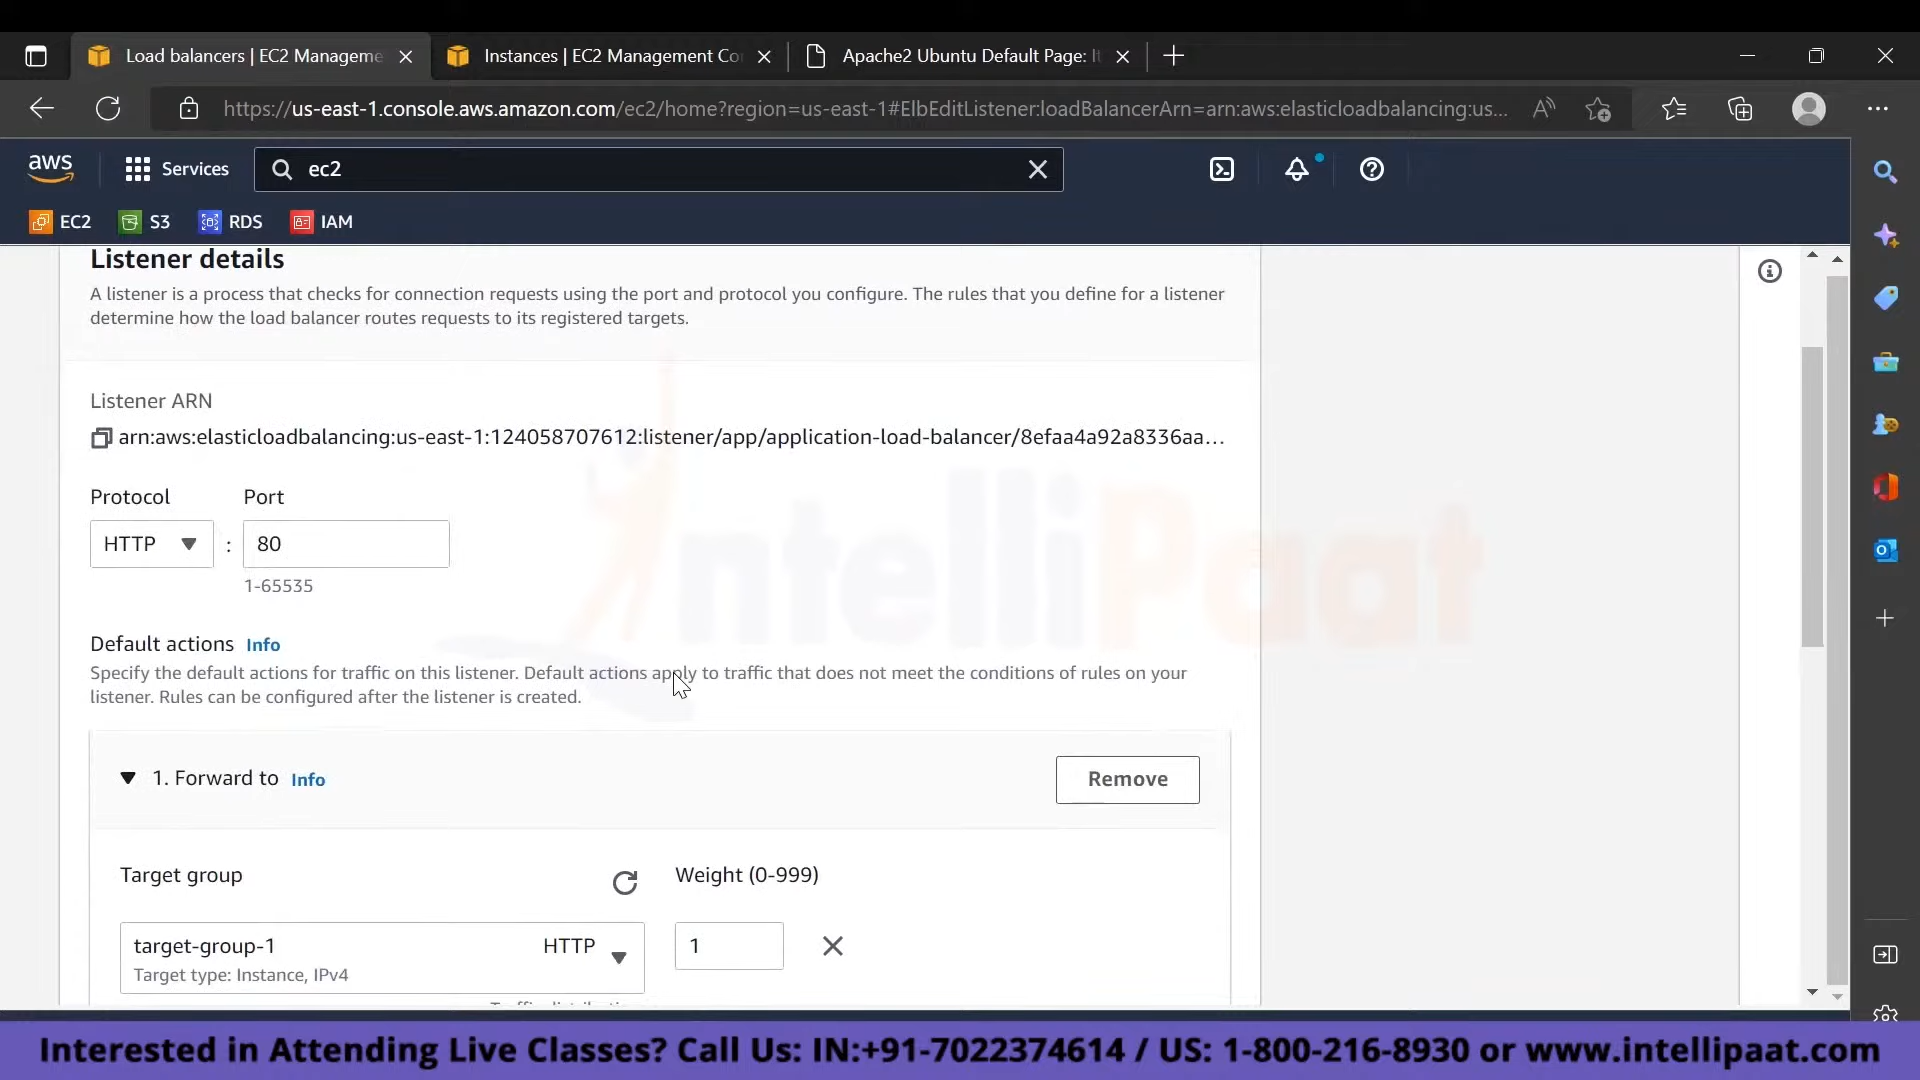 Load balancers | EC2 Manageme
Instances | EC2 Management Co
Apache2 Ubuntu Default Page: It
https://us-east-1.console.aws.amazon.com/ec2/home?region=us-east-1#ElbEditListener:loadBalancerArn=arn:aws:elasticloadbalancing:us...
aws
Services
ec2
EC2
S3
RDS
IAM
Listener details
A listener is a process that checks for connection requests using the port and protocol you configure. The rules that you define for a listener
determine how the load balancer routes requests to its registered targets.
Listener ARN
arn:aws:elasticloadbalancing:us-east-1:124058707612:listener/app/application-load-balancer/8efaa4a92a8336aa...
Protocol
Port
HTTP
:
80
1-65535
IntelliPaat
Default actions Info
Specify the default actions for traffic on this listener. Default actions apply to traffic that does not meet the conditions of rules on your
listener. Rules can be configured after the listener is created.
1. Forward to Info
Remove
Target group
Weight (0-999)
target-group-1
HTTP
Target type: Instance, IPv4
1
Interested in Attending Live Classes? Call Us: IN:+91-7022374614 / US: 1-800-216-8930 or www.intellipaat.com